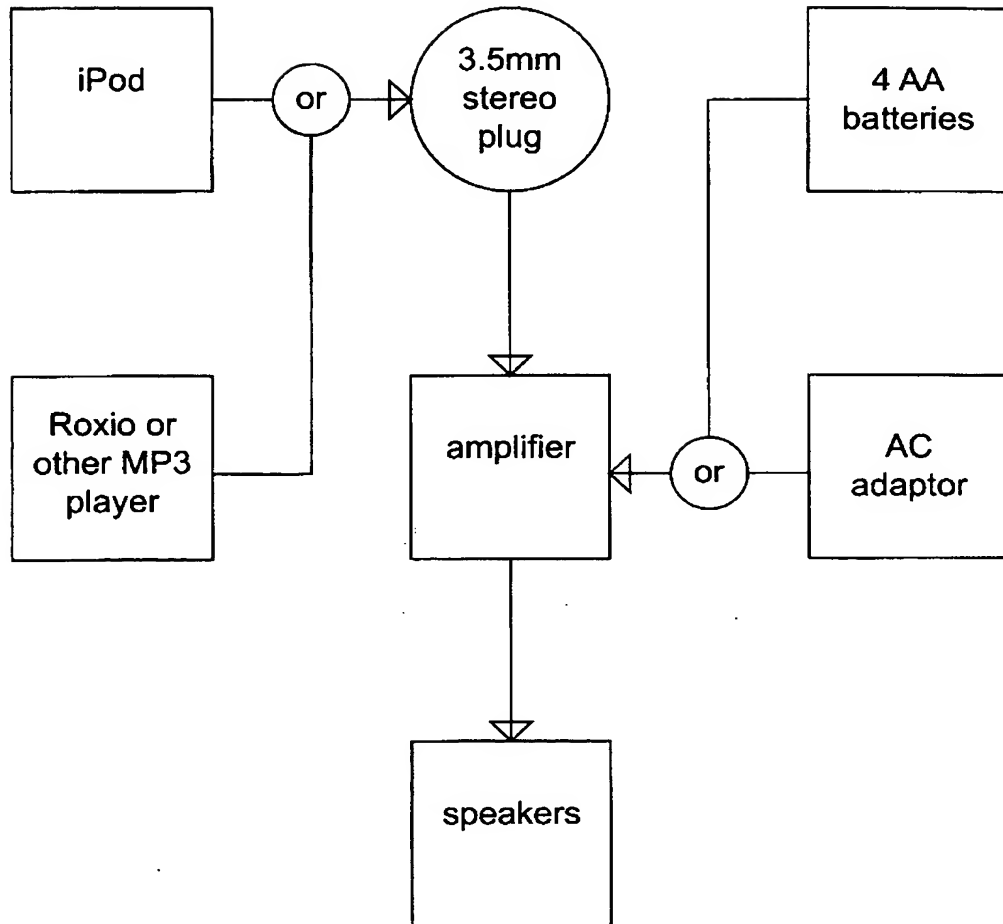 iPod
or
3.5mm
stereo
plug
4 AA
batteries
Roxio or
other MP3
player
amplifier
or
AC
adaptor
speakers